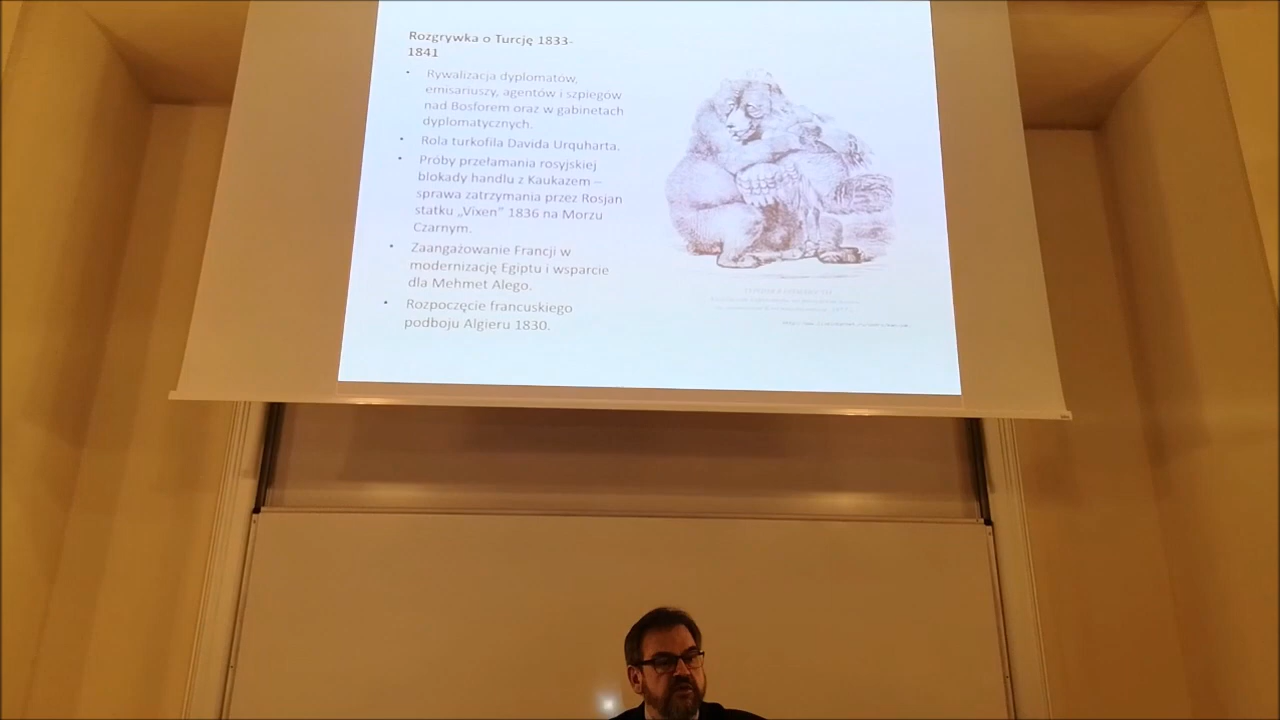 Rozgrywka o Turcję 1833-
1841
• Rywalizacja dyplomatów,
emisariuszy, agentów i szpiegów
nad Bosforem oraz w gabinetach
dyplomatycznych.
• Rola turkofila Davida Urquharta.
• Próby przełamania rosyjskiej
blokady handlu z Kaukazem –
sprawa zatrzymania przez Rosjan
statku „Vixen" 1836 na Morzu
Czarnym.
• Zaangażowanie Francji w
modernizację Egiptu i wsparcie
dla Mehmet Alego.
• Rozpoczęcie francuskiego
podboju Algieru 1830.